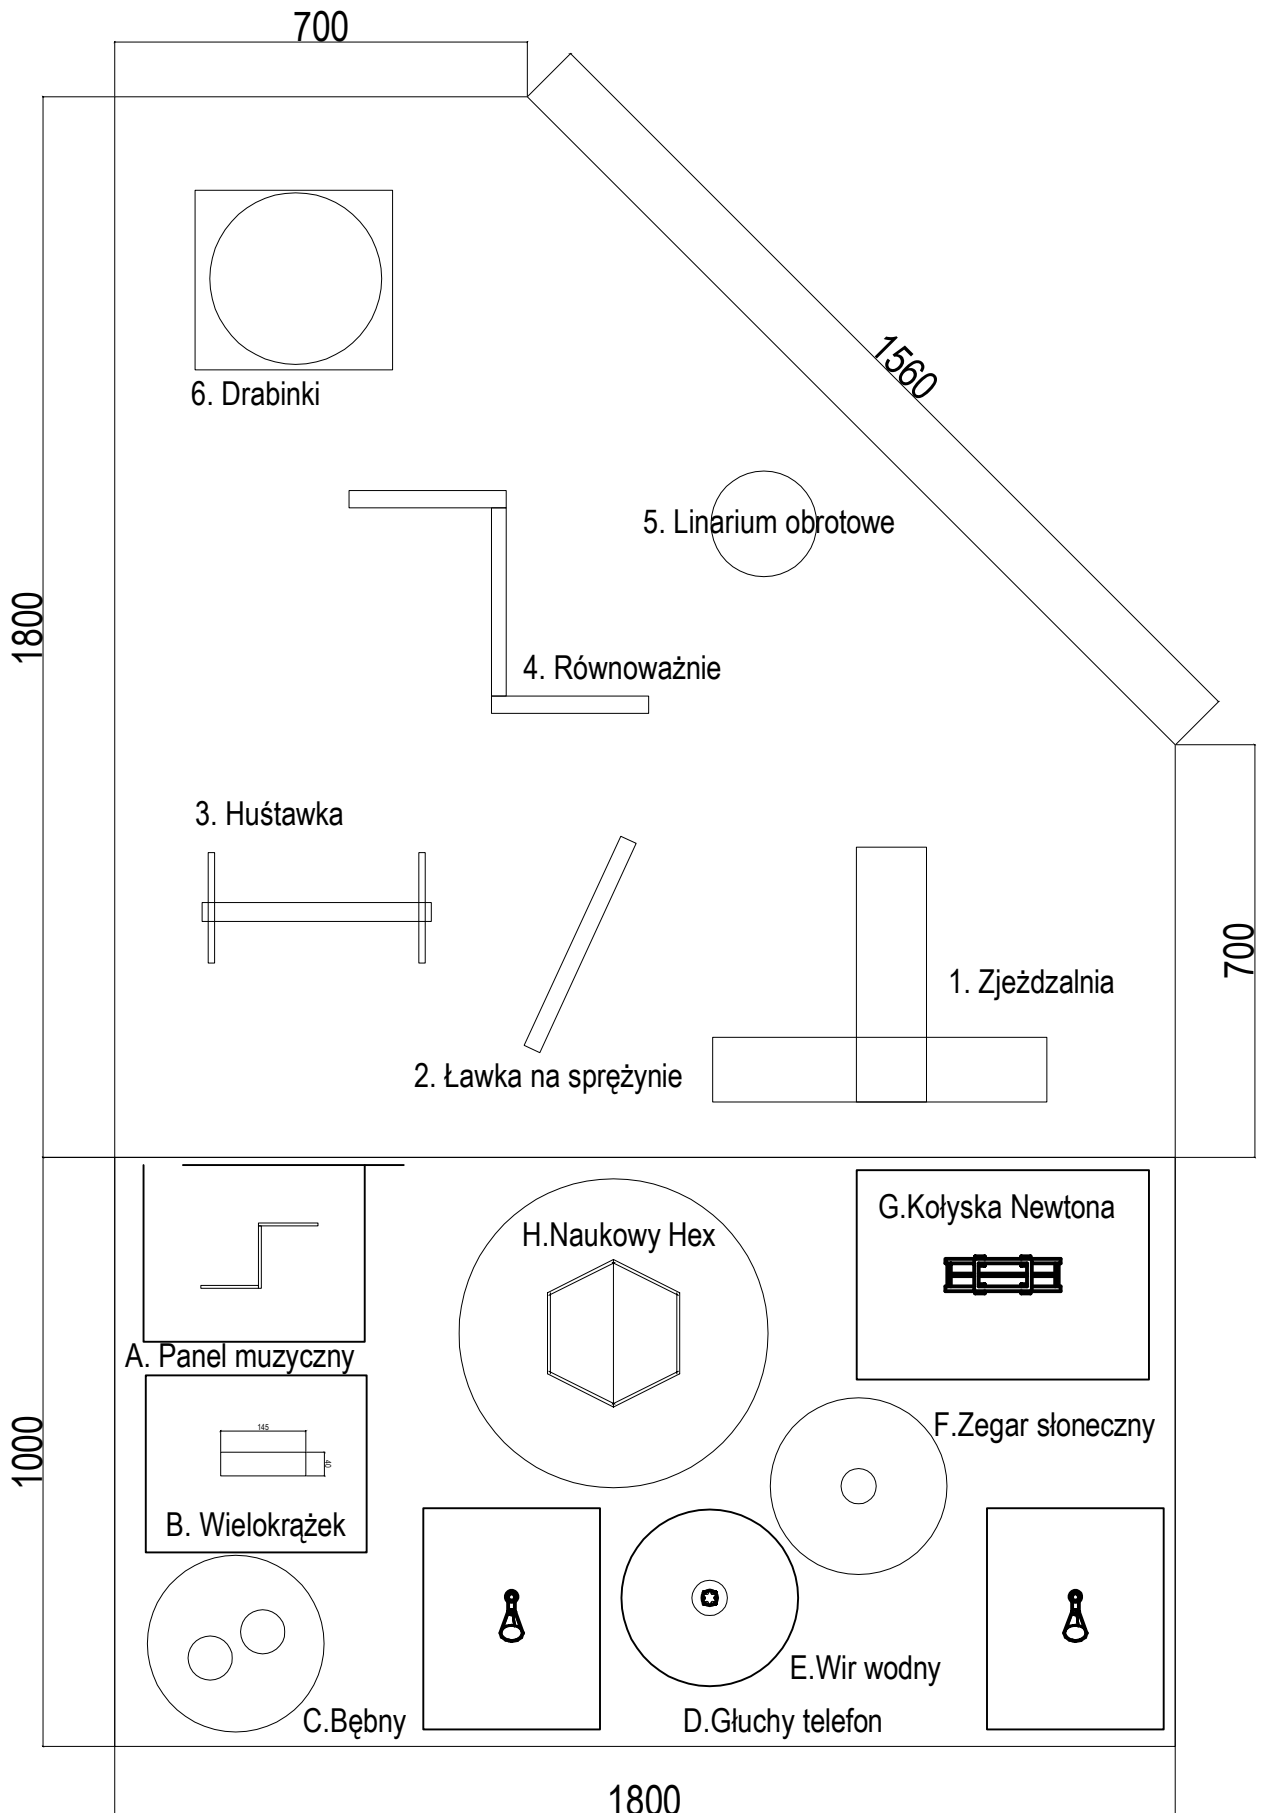 700
1560
6. Drabinki
5. Linarium obrotowe
1800
4. Równoważnie
3. Huśtawka
700
1. Zjeżdzalnia
2. Ławka na sprężynie
G.Kołyska Newtona
H.Naukowy Hex
A. Panel muzyczny
145
40
F.Zegar słoneczny
1000
B. Wielokrążek
E.Wir wodny
C.Bębny
D.Głuchy telefon
1800